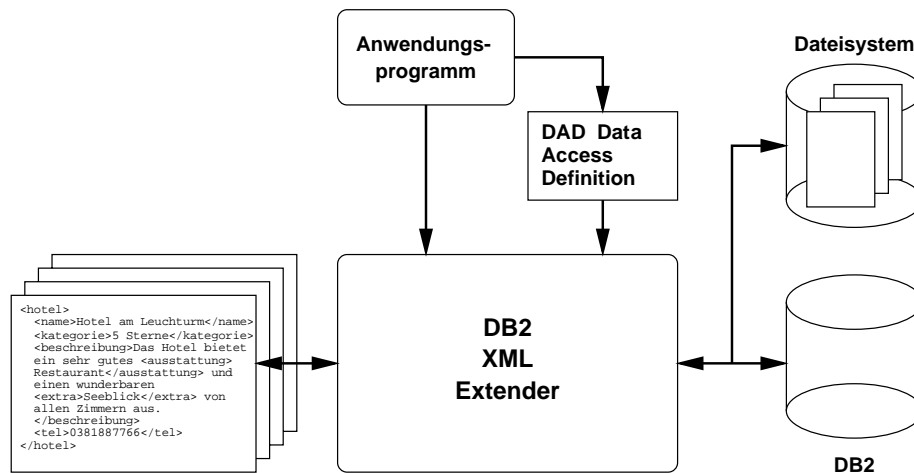 Anwendungs-
programm
Dateisystem
DAD Data
Access
Definition
<hotel>
<name>Hotel am Leuchturm</name>
<kategorie>5 Sterne</kategorie>
<beschreibung>Das Hotel bietet
ein sehr gutes <ausstattung>
Restaurant</ausstattung> und
einen wunderbaren
<extra>Seeblick</extra> von
allen Zimmern aus.
</beschreibung>
<tel>0381887766</tel>
</hotel>
DB2
XML
Extender
DB2